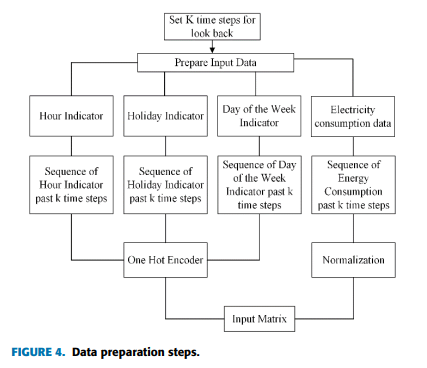 Set K time steps for
look back
Prepare Input Data
Hour Indicator
Holiday Indicator
Day of the Week
Indicator
Electricity
consumption data
Sequence of
Hour Indicator
past k time steps
Sequence of
Holiday Indicator
past k time steps
Sequence of Day
of the Week
Indicator past k
time steps
Sequence of
Energy
Consumption
past k time steps
One Hot Encoder
Normalization
Input Matrix
FIGURE 4. Data preparation steps.